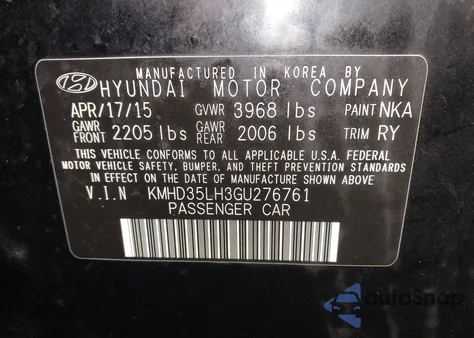 MANUFACTURED IN KOREA BY
HYUNDAI MOTOR COMPANY
APR/17/15 GVWR 3968 lbs PAINT NKA
GAWR FRONT 2205 lbs GAWR REAR 2006 lbs TRIM RY
THIS VEHICLE CONFORMS TO ALL APPLICABLE U.S.A. FEDERAL
MOTOR VEHICLE SAFETY, BUMPER, AND THEFT PREVENTION STANDARDS
IN EFFECT ON THE DATE OF MANUFACTURE SHOWN ABOVE.
V.I.N KMHD35LH3GU276761
PASSENGER CAR
autoSnap